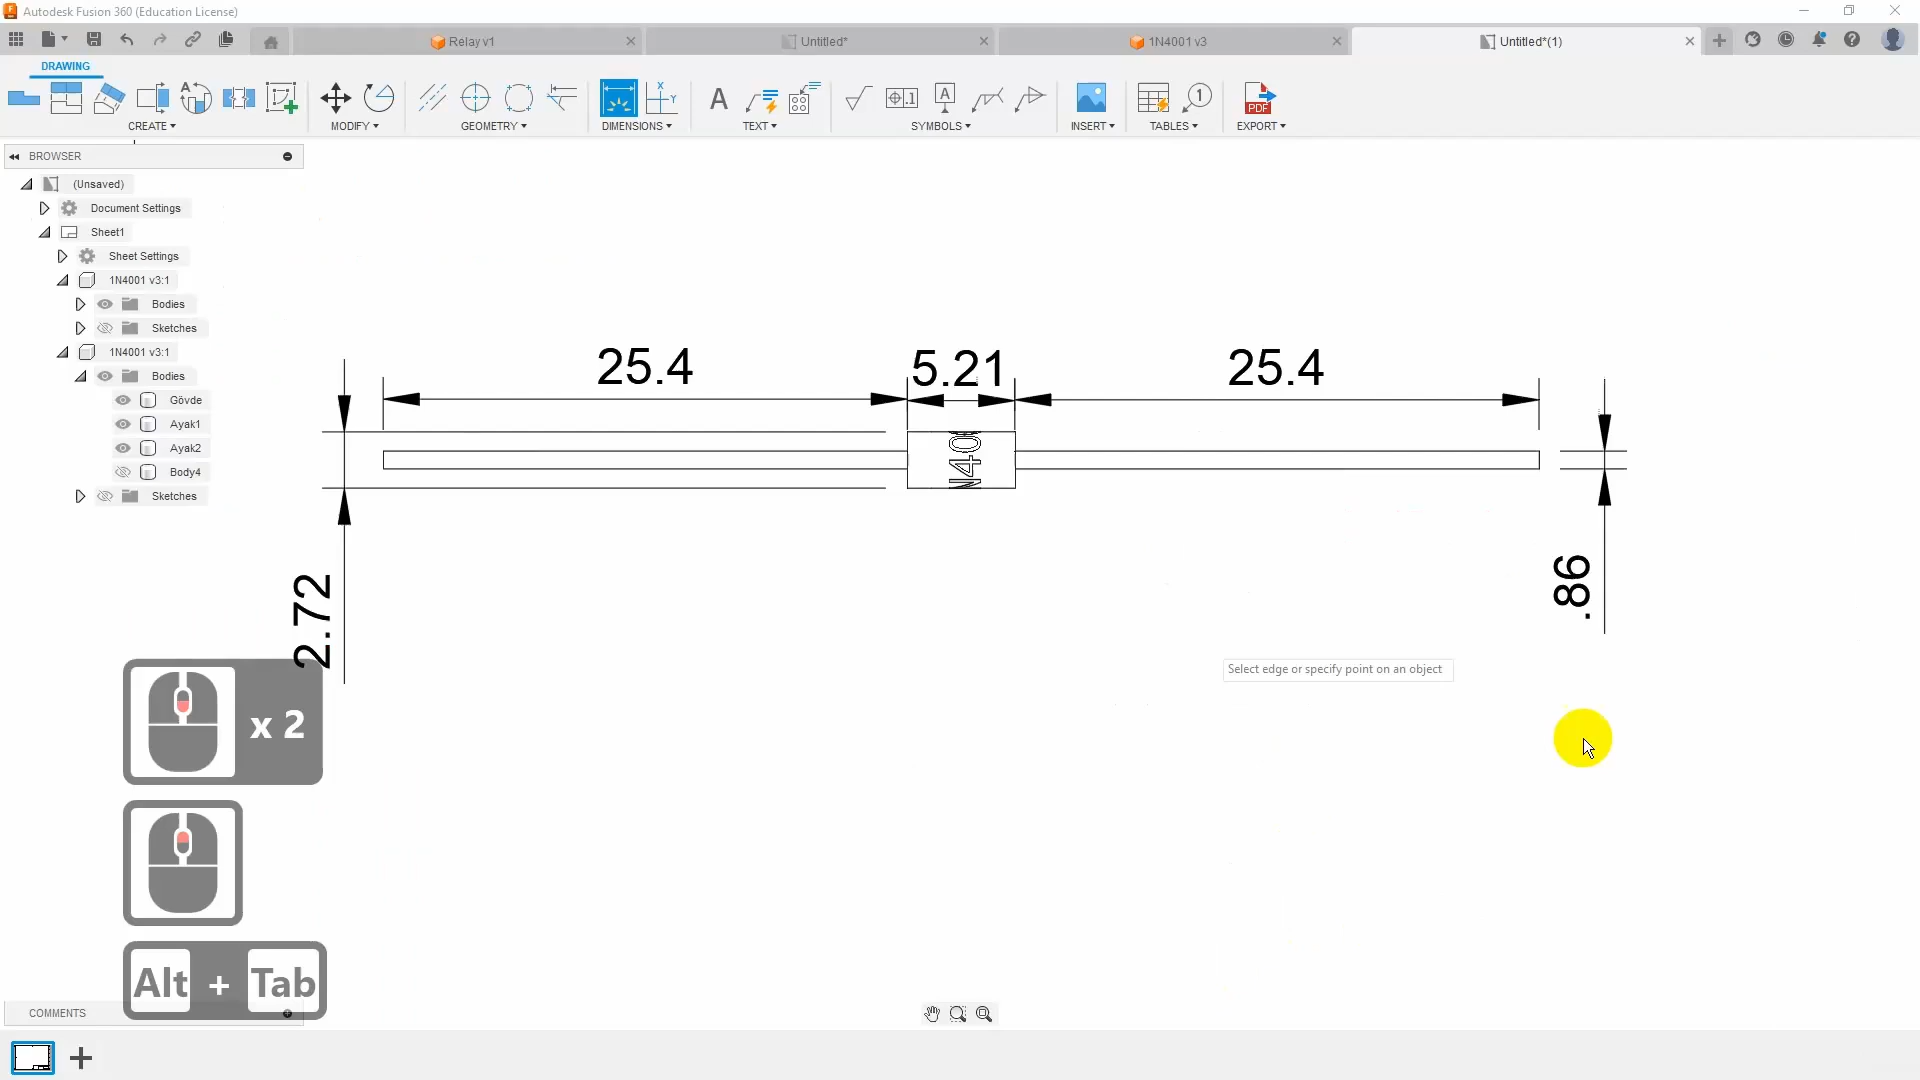 Autodesk Fusion 360 (Education License)
Relay v1
Untitled*
1N4001 v3
Untitled*(1)
DRAWING
CREATE
MODIFY
GEOMETRY
DIMENSIONS
TEXT
SYMBOLS
INSERT
TABLES
EXPORT
BROWSER
(Unsaved)
Document Settings
Sheet1
Sheet Settings
1N4001 v3:1
Bodies
Sketches
1N4001 v3:1
Bodies
Gövde
Ayak1
Ayak2
Body4
Sketches
25.4
5.21
25.4
2.72
.86
Select edge or specify point on an object
x 2
Alt + Tab
COMMENTS